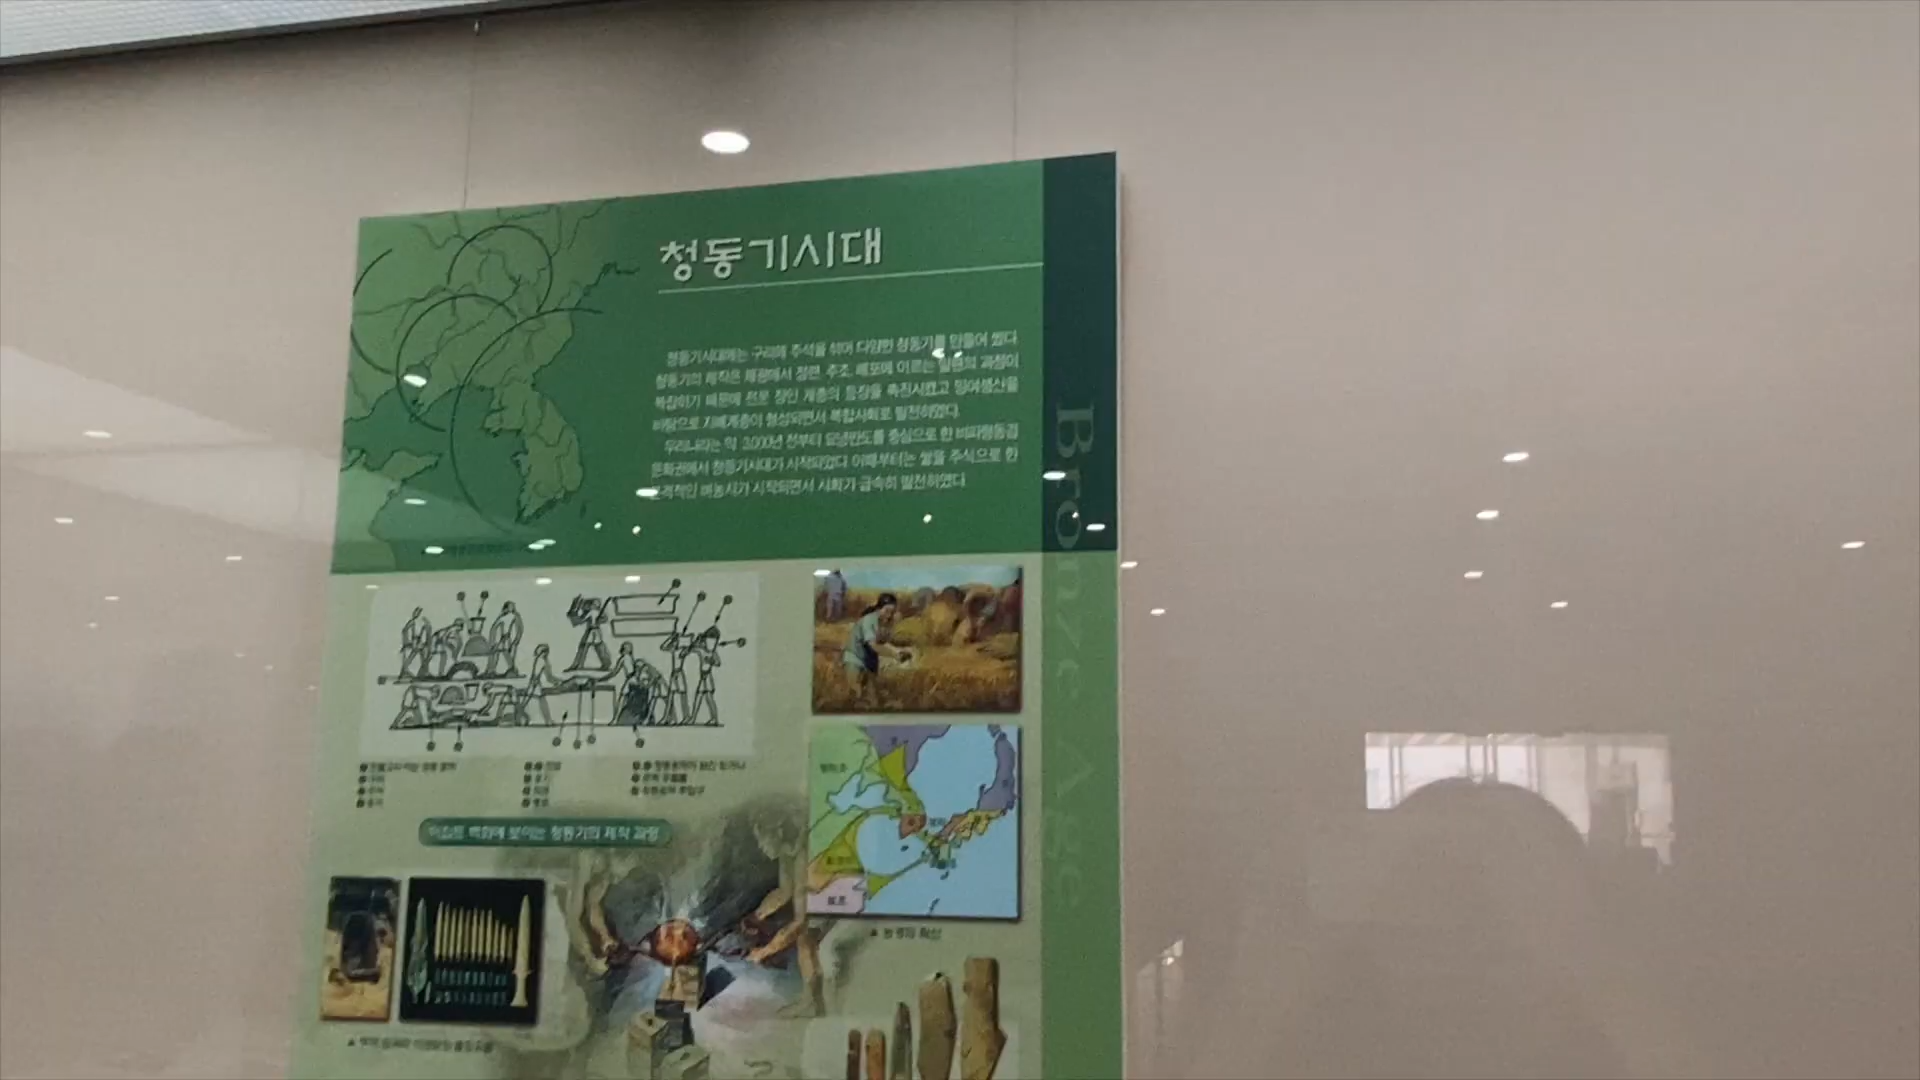 청동기시대
청동기시대에는 구리에 주석을 섞어 다양한 청동기를 만들어 썼다.
청동기의 제작은 채광에서 정련, 주조, 배포에 이르는 일련의 과정이
복잡하기 때문에 전문 장인 계층의 등장을 촉진시켰고 잉여생산을
바탕으로 지배계층이 형성되면서 복합사회로 발전하였다.
우리나라는 약 3,000년 전부터 요녕반도를 중심으로 한 비파형동검
문화권에서 청동기시대가 시작되었다. 이때부터는 쌀을 주식으로 한
본격적인 벼농사가 시작되면서 사회가 급속히 발전하였다.
Bronze Age
이집트 벽화에 보이는 청동기의 제작 과정
▲ 농경의 확산